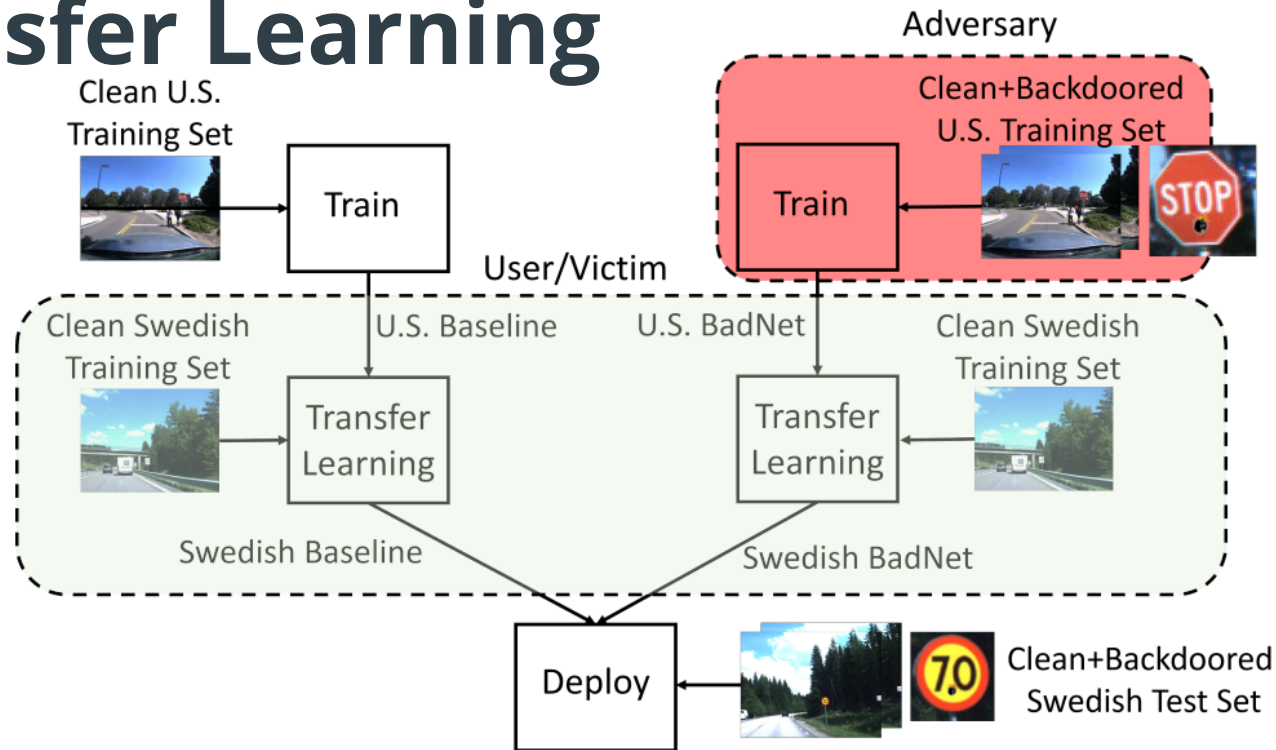 sfer Learning
Adversary
Clean U.S.
Training Set
Train
Clean+Backdoored
U.S. Training Set
Train
STOP
User/Victim
Clean Swedish
Training Set
U.S. Baseline
U.S. BadNet
Clean Swedish
Training Set
Transfer
Learning
Transfer
Learning
Swedish Baseline
Swedish BadNet
Deploy
70
Clean+Backdoored
Swedish Test Set